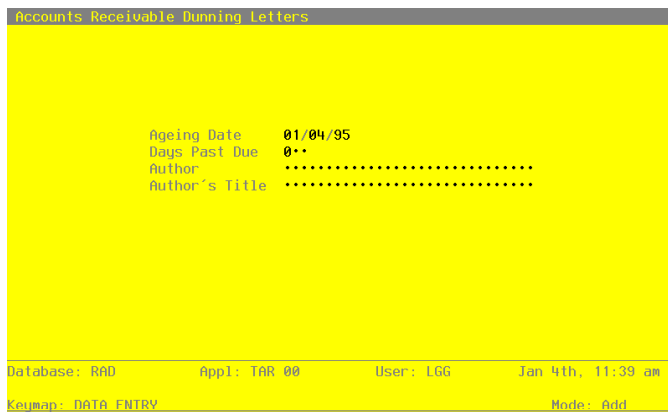 Accounts Receivable Dunning Letters
Ageing Date 01/04/95
Days Past Due 0••
Author ••••••••••••••••••••••••••••••
Author´s Title ••••••••••••••••••••••••••••••
Database: RAD Appl: TAR 00 User: LGG Jan 4th, 11:39 am
Keymap: DATA ENTRY Mode: Add